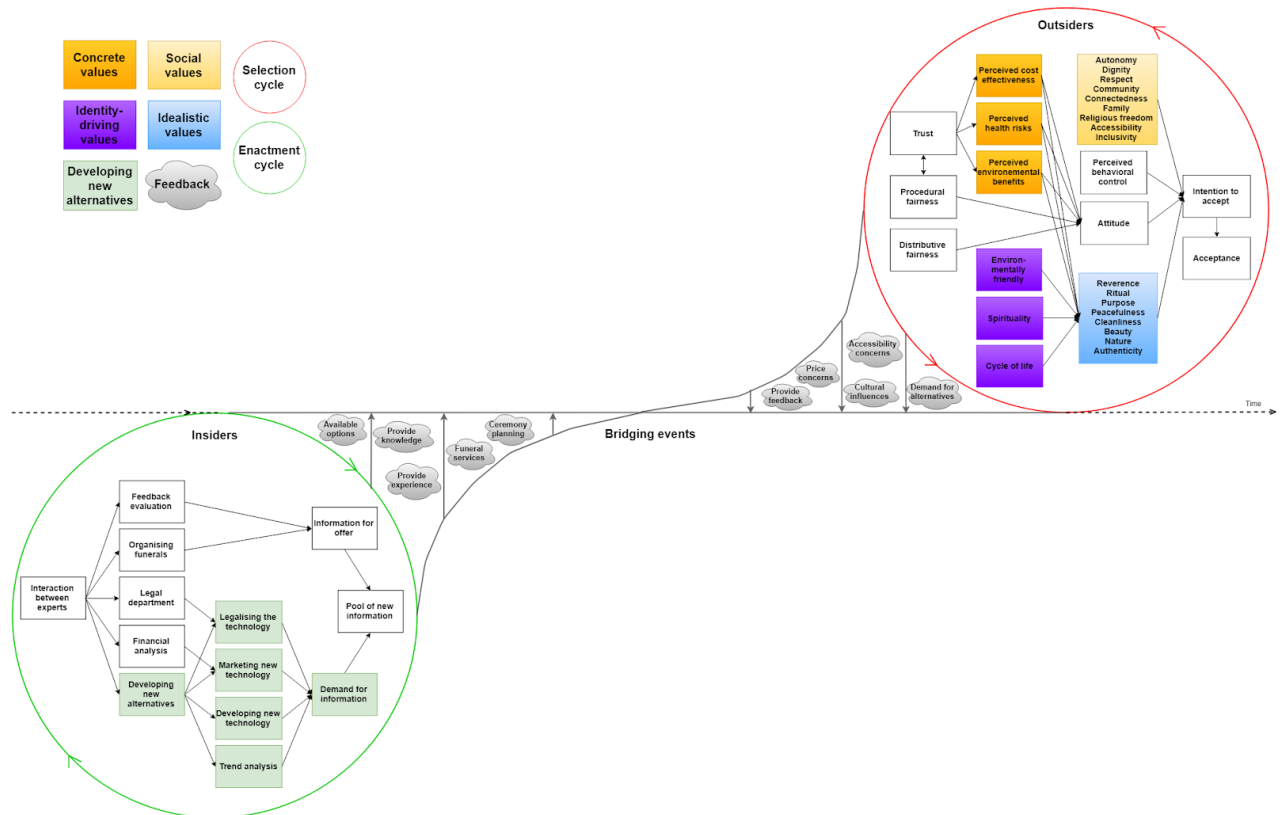 Concrete
values
Social
values
Selection
cycle
Identity-
driving
values
Idealistic
values
Enactment
cycle
Developing
new
alternatives
Feedback
Outsiders
Trust
Procedural
fairness
Distributive
fairness
Perceived cost
effectiveness
Perceived
health risks
Perceived
environemental
benefits
Environ-
mentally
friendly
Spirituality
Cycle of life
Autonomy
Dignity
Respect
Community
Connectedness
Family
Religious freedom
Accessibility
Inclusivity
Perceived
behavioral
control
Attitude
Reverence
Ritual
Purpose
Peacefulness
Cleanliness
Beauty
Nature
Authenticity
Intention to
accept
Acceptance
Accessibility
concerns
Price
concerns
Provide
feedback
Cultural
influences
Demand for
alternatives
Time
Bridging events
Insiders
Available
options
Provide
knowledge
Provide
experience
Funeral
services
Ceremony
planning
Interaction
between
experts
Feedback
evaluation
Organising
funerals
Legal
department
Financial
analysis
Developing
new
alternatives
Legalising the
technology
Marketing new
technology
Developing new
technology
Trend analysis
Information for
offer
Pool of new
information
Demand for
information